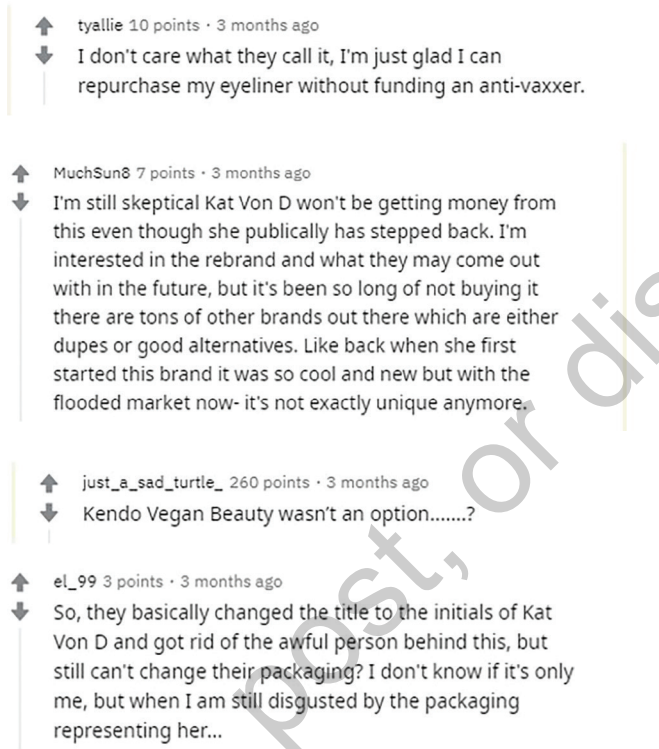 tyallie 10 points · 3 months ago
I don't care what they call it, I'm just glad I can
repurchase my eyeliner without funding an anti-vaxxer.
MuchSun8 7 points · 3 months ago
I'm still skeptical Kat Von D won't be getting money from
this even though she publically has stepped back. I'm
interested in the rebrand and what they may come out
with in the future, but it's been so long of not buying it
there are tons of other brands out there which are either
dupes or good alternatives. Like back when she first
started this brand it was so cool and new but with the
flooded market now- it's not exactly unique anymore.
just_a_sad_turtle_ 260 points · 3 months ago
Kendo Vegan Beauty wasn’t an option.......?
el_99 3 points · 3 months ago
So, they basically changed the title to the initials of Kat
Von D and got rid of the awful person behind this, but
still can't change their packaging? I don't know if it's only
me, but when I am still disgusted by the packaging
representing her...
post, or dis